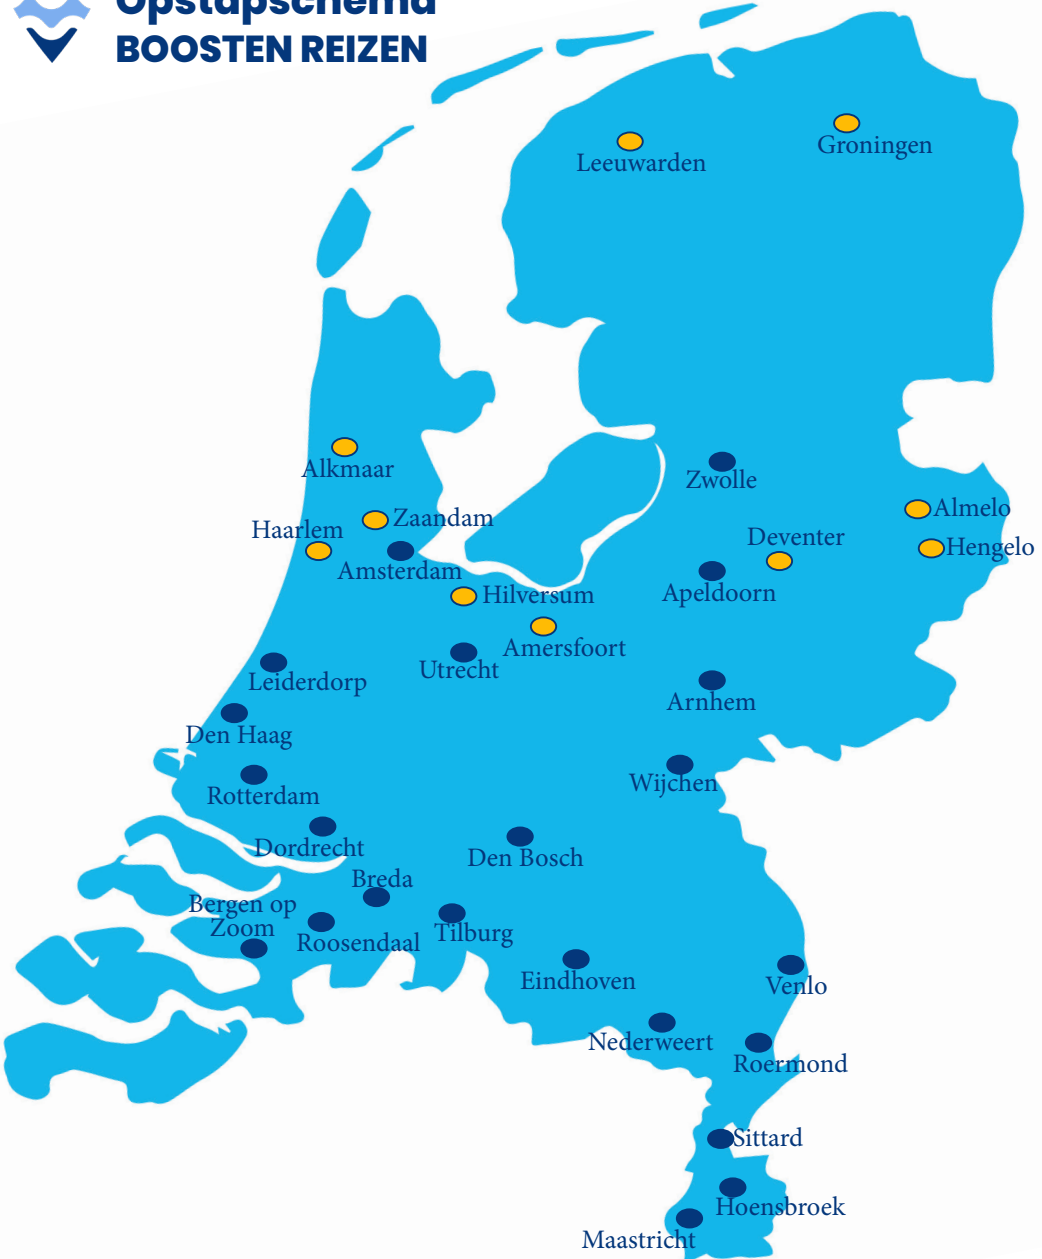 Opstapschema
BOOSTEN REIZEN
Groningen
Leeuwarden
Alkmaar
Zwolle
Almelo
Zaandam
Haarlem
Deventer
Hengelo
Amsterdam
Apeldoorn
Hilversum
Amersfoort
Utrecht
Leiderdorp
Arnhem
Den Haag
Wijchen
Rotterdam
Dordrecht
Den Bosch
Breda
Bergen op
Zoom
Tilburg
Roosendaal
Eindhoven
Venlo
Nederweert
Roermond
Sittard
Hoensbroek
Maastricht